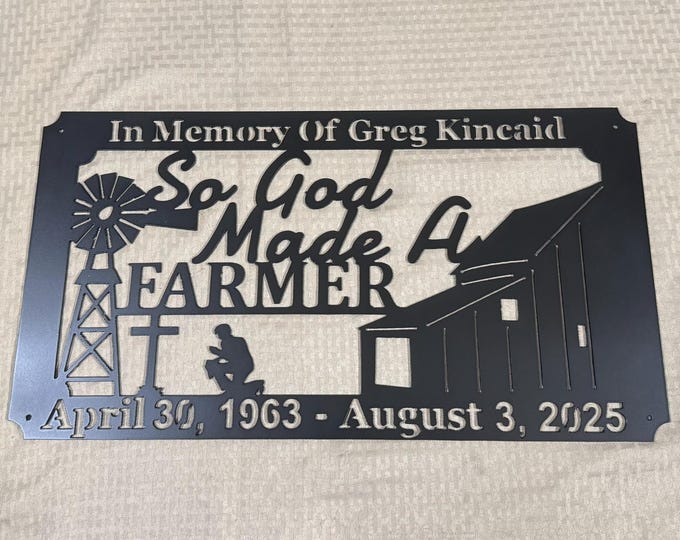 In Memory Of Greg Kincaid
So God
Made A
FARMER
April 30, 1963 - August 3, 2025